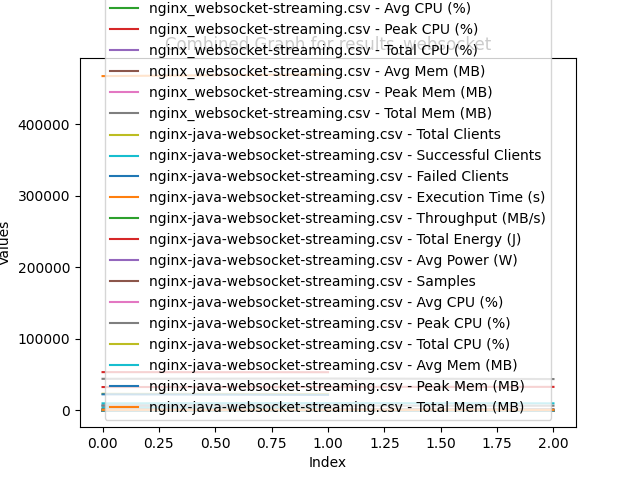 nginx_websocket-streaming.csv - Avg CPU (%)
nginx_websocket-streaming.csv - Peak CPU (%)
Combined Graph for results_websocket
nginx_websocket-streaming.csv - Total CPU (%)
nginx_websocket-streaming.csv - Avg Mem (MB)
nginx_websocket-streaming.csv - Peak Mem (MB)
nginx_websocket-streaming.csv - Total Mem (MB)
nginx-java-websocket-streaming.csv - Total Clients
nginx-java-websocket-streaming.csv - Successful Clients
nginx-java-websocket-streaming.csv - Failed Clients
nginx-java-websocket-streaming.csv - Execution Time (s)
nginx-java-websocket-streaming.csv - Throughput (MB/s)
nginx-java-websocket-streaming.csv - Total Energy (J)
nginx-java-websocket-streaming.csv - Avg Power (W)
nginx-java-websocket-streaming.csv - Samples
nginx-java-websocket-streaming.csv - Avg CPU (%)
nginx-java-websocket-streaming.csv - Peak CPU (%)
nginx-java-websocket-streaming.csv - Total CPU (%)
nginx-java-websocket-streaming.csv - Avg Mem (MB)
nginx-java-websocket-streaming.csv - Peak Mem (MB)
nginx-java-websocket-streaming.csv - Total Mem (MB)
Values
400000
300000
200000
100000
0
0.00 0.25 0.50 0.75 1.00 1.25 1.50 1.75 2.00
Index